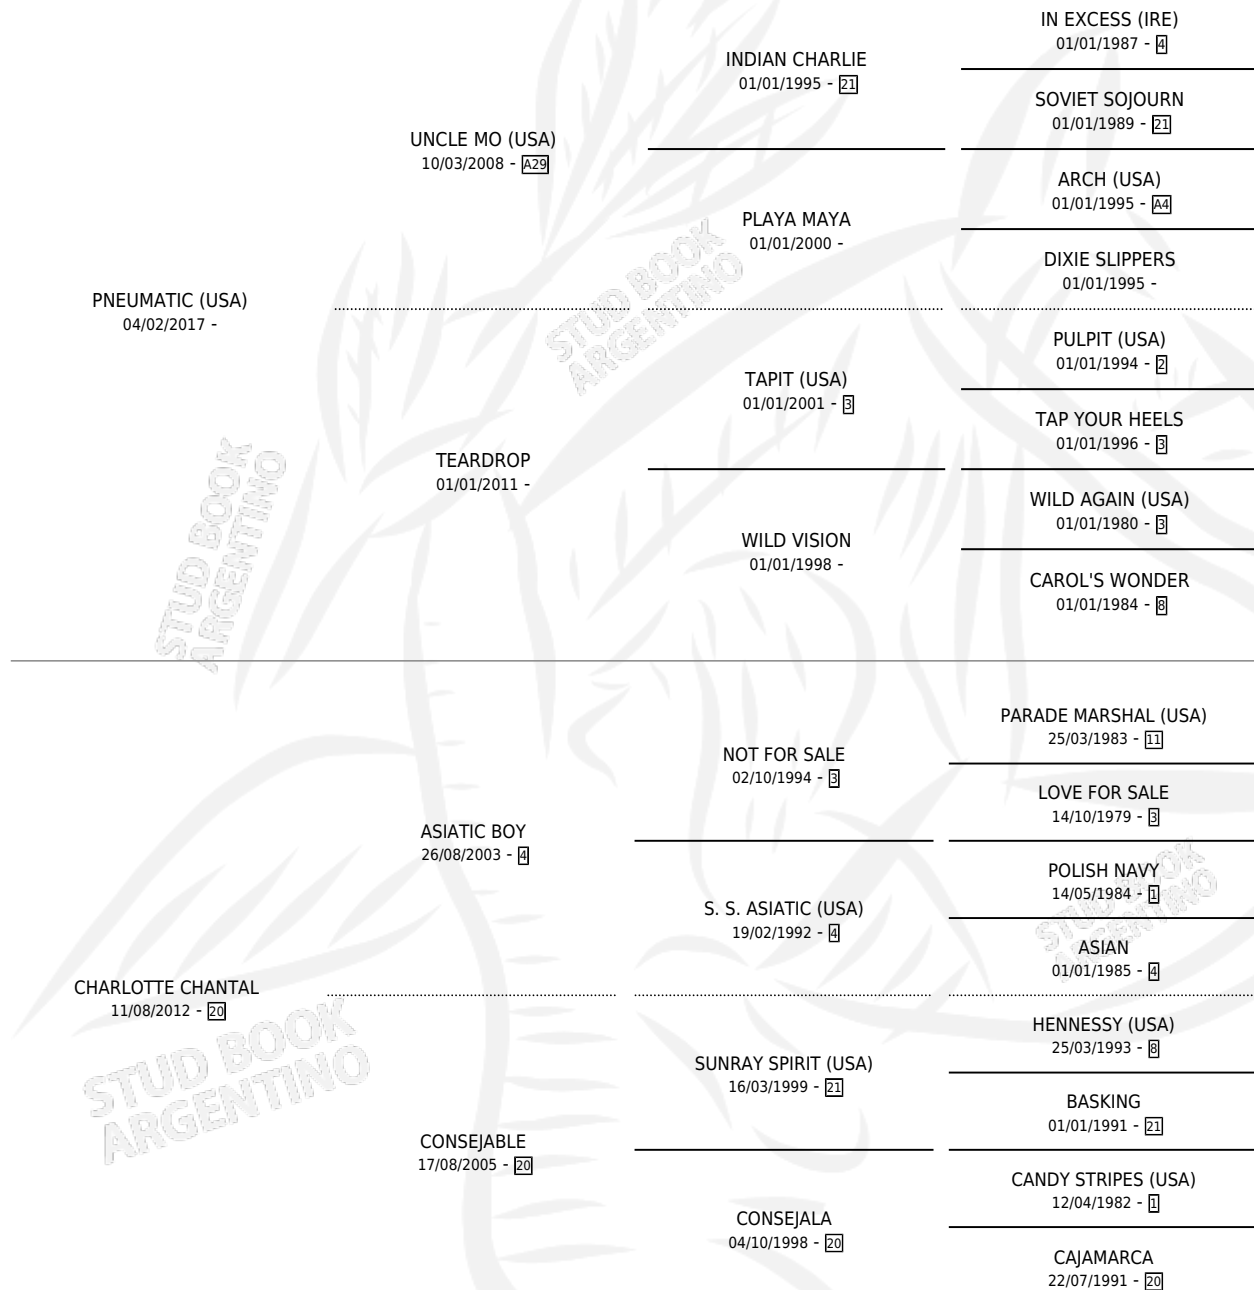 IN EXCESS (IRE)
01/01/1987 - 4
INDIAN CHARLIE
01/01/1995 - 21
SOVIET SOJOURN
01/01/1989 - 21
UNCLE MO (USA)
10/03/2008 - A29
ARCH (USA)
01/01/1995 - A4
PLAYA MAYA
01/01/2000 -
DIXIE SLIPPERS
01/01/1995 -
PNEUMATIC (USA)
04/02/2017 -
PULPIT (USA)
01/01/1994 - 2
TAPIT (USA)
01/01/2001 - 3
TAP YOUR HEELS
01/01/1996 - 3
TEARDROP
01/01/2011 -
WILD AGAIN (USA)
01/01/1980 - 3
WILD VISION
01/01/1998 -
CAROL'S WONDER
01/01/1984 - 8
PARADE MARSHAL (USA)
25/03/1983 - 11
NOT FOR SALE
02/10/1994 - 3
LOVE FOR SALE
14/10/1979 - 3
ASIATIC BOY
26/08/2003 - 4
POLISH NAVY
14/05/1984 - 1
S. S. ASIATIC (USA)
19/02/1992 - 4
ASIAN
01/01/1985 - 4
CHARLOTTE CHANTAL
11/08/2012 - 20
HENNESSY (USA)
25/03/1993 - 8
SUNRAY SPIRIT (USA)
16/03/1999 - 21
BASKING
01/01/1991 - 21
CONSEJABLE
17/08/2005 - 20
CANDY STRIPES (USA)
12/04/1982 - 1
CONSEJALA
04/10/1998 - 20
CAJAMARCA
22/07/1991 - 20
STUD BOOK
ARGENTINO
STUD BOOK
ARGENTINO
STUD BOOK
ARGENTINO
STUD BOOK
ARGENTINO